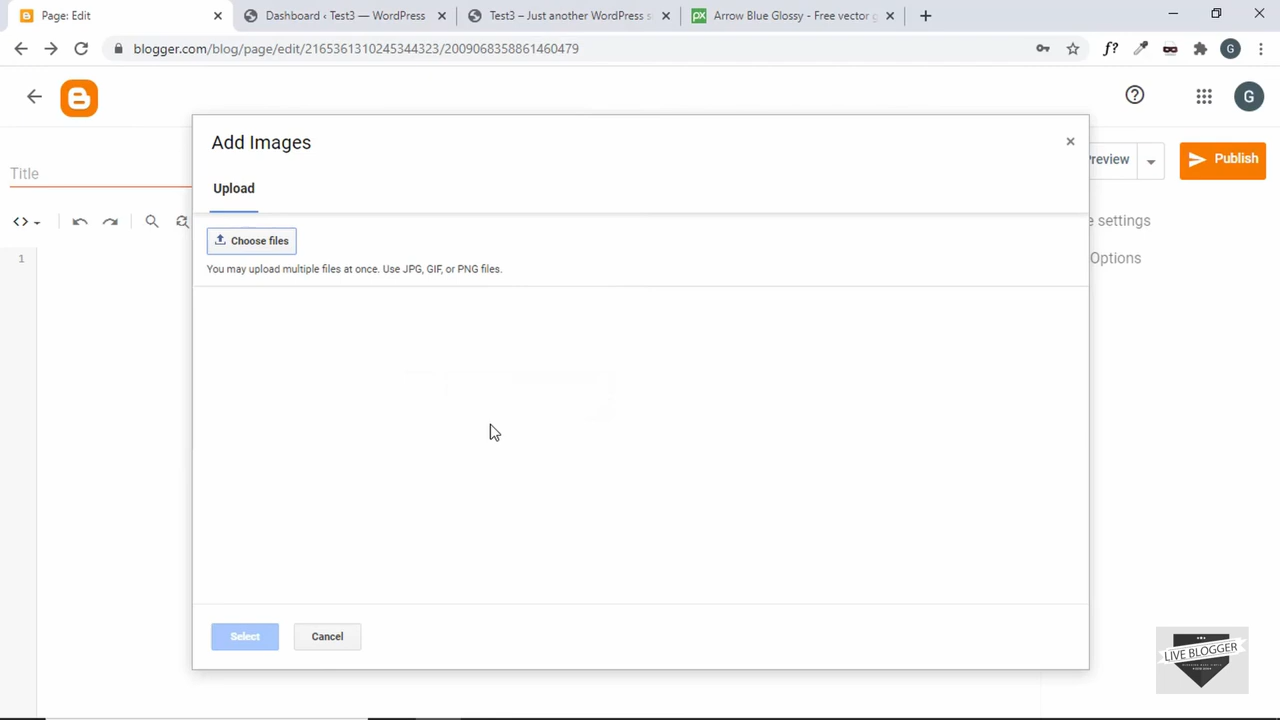 Page: Edit
Dashboard ‹ Test3 — WordPress
Test3 – Just another WordPress s
Arrow Blue Glossy - Free vector g
blogger.com/blog/page/edit/2165361310245344323/2009068358861460479
f?
G
G
Add Images
Title
review
Publish
Upload
<>
e settings
Choose files
Options
1
You may upload multiple files at once. Use JPG, GIF, or PNG files.
Select
Cancel
LIVE BLOGGER